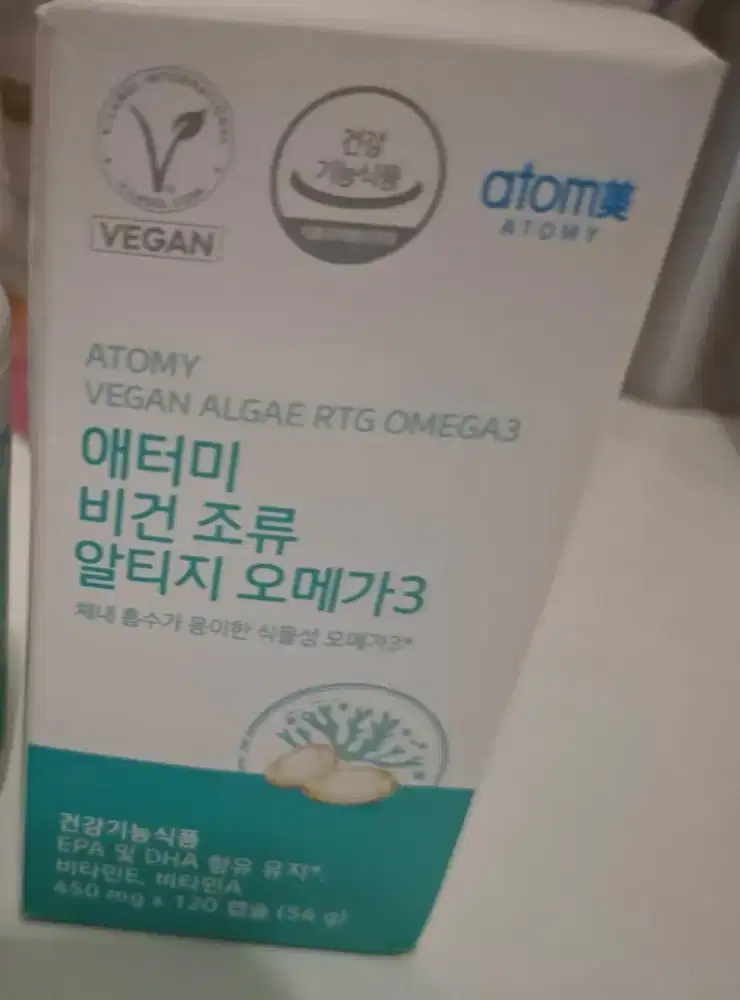 VEGAN
건강
기능식품
atom美
ATOMY
ATOMY
VEGAN ALGAE RTG OMEGA3
애터미
비건 조류
알티지 오메가3
체내 흡수가 용이한 식물성 오메가3*
건강기능식품
EPA 및 DHA 함유 유지*,
비타민E, 비타민A
450 mg x 120 캡슐 (54 g)